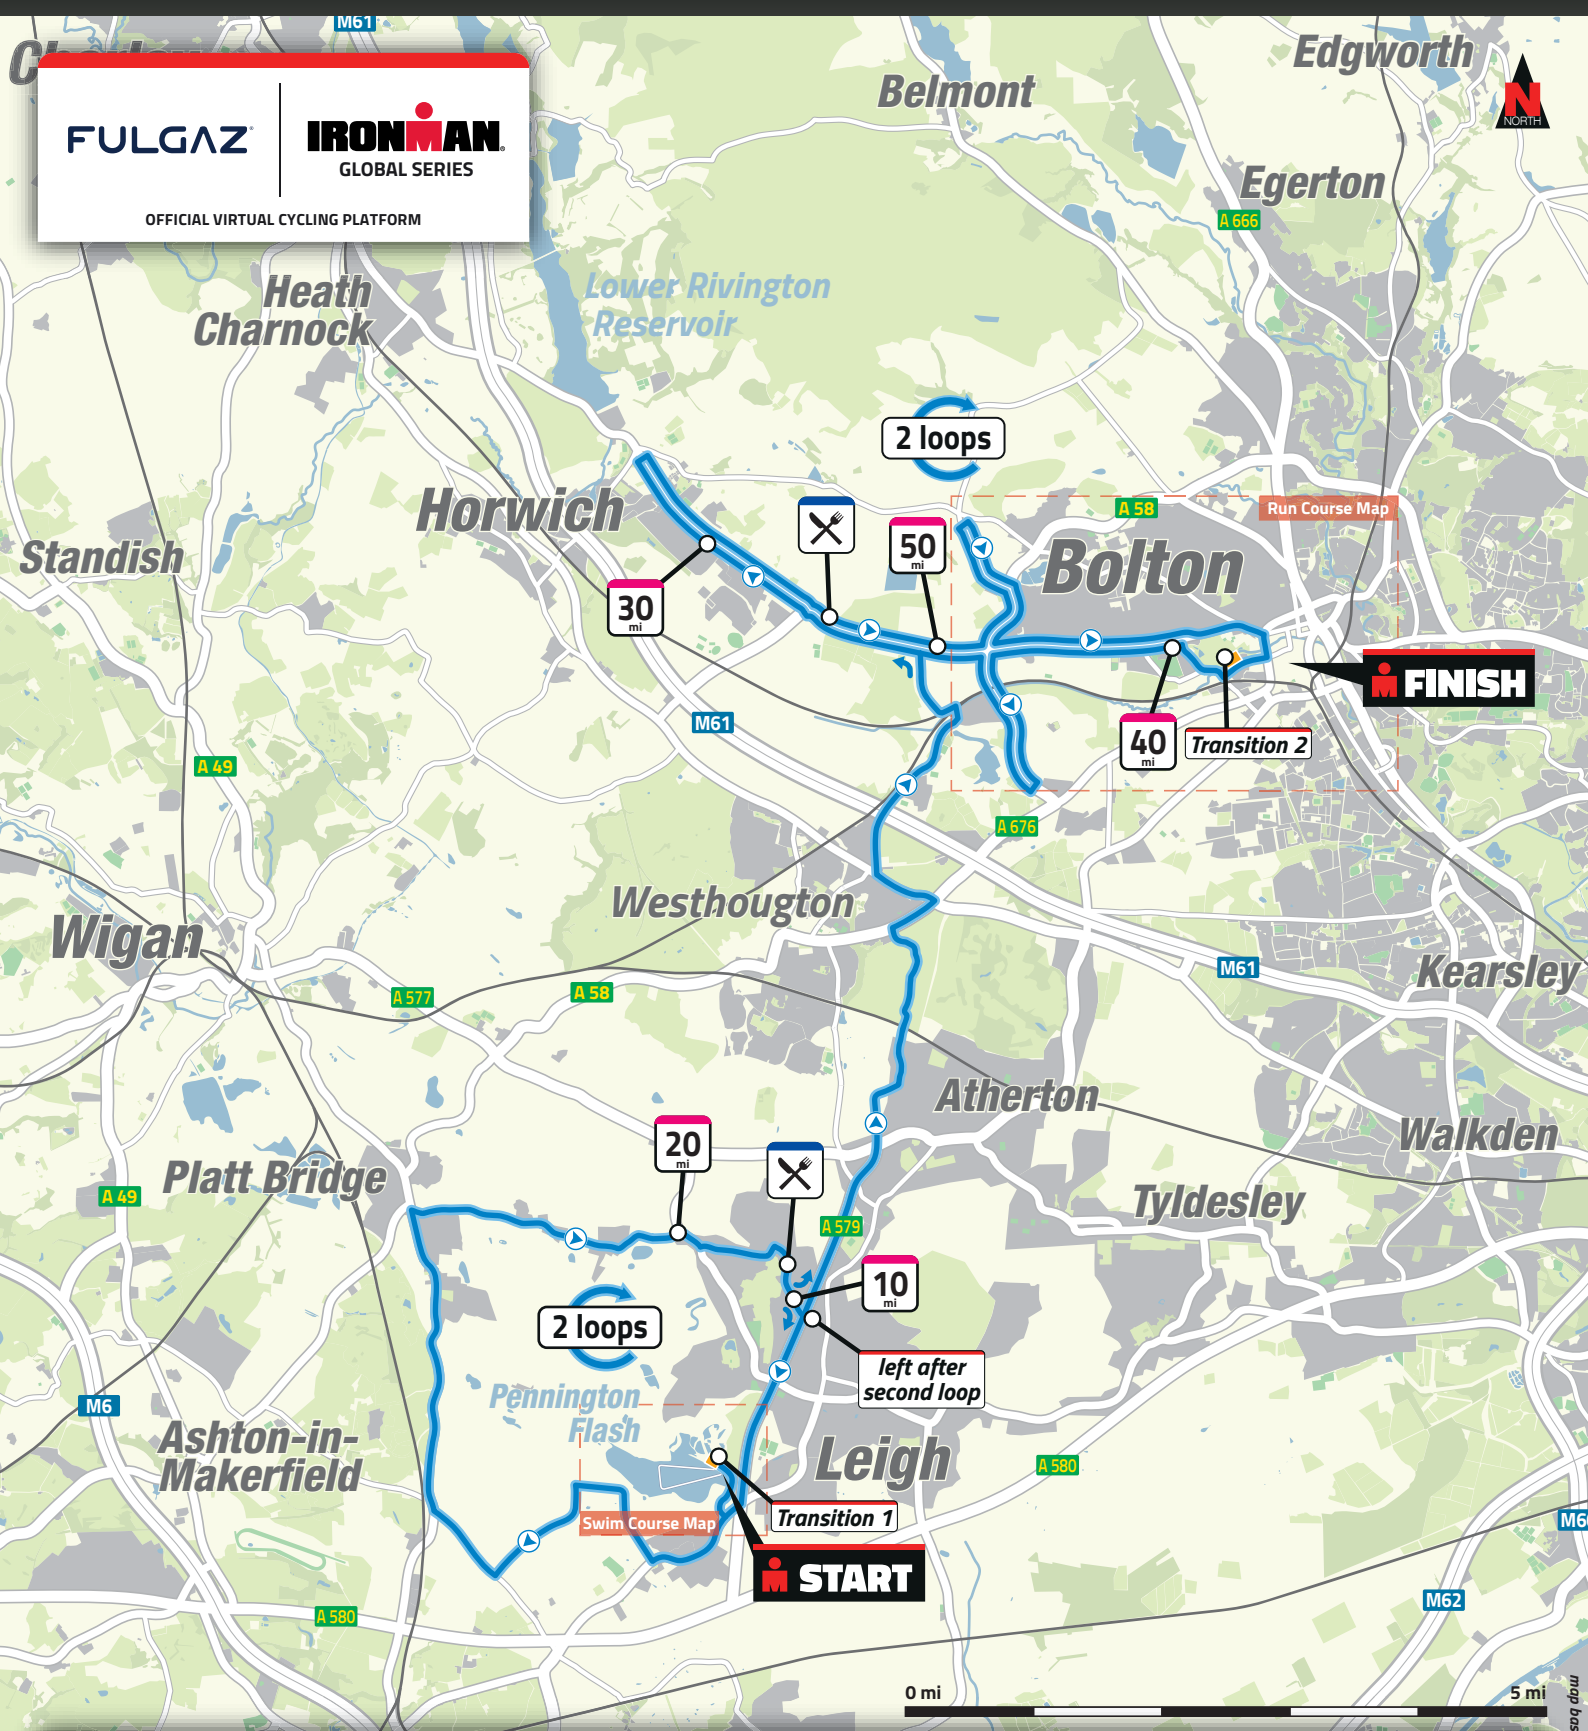 M61
Edgworth
Belmont
NORTH
FULGAZ
IRONMAN
GLOBAL SERIES
OFFICIAL VIRTUAL CYCLING PLATFORM
Egerton
A 666
Heath
Charnock
Lower Rivington
Reservoir
2 loops
Horwich
A 58
Run Course Map
Standish
50
mi
Bolton
30
mi
FINISH
M61
40
mi
Transition 2
A 49
A 676
Westhougton
Wigan
M61
Kearsley
A 577
A 58
Atherton
20
mi
Walkden
Platt Bridge
A 49
Tyldesley
A 579
10
mi
2 loops
left after
second loop
Pennington
Flash
M6
Ashton-in-
Makerfield
Leigh
A 580
Swim Course Map
Transition 1
START
A 580
M62
0 mi
5 mi